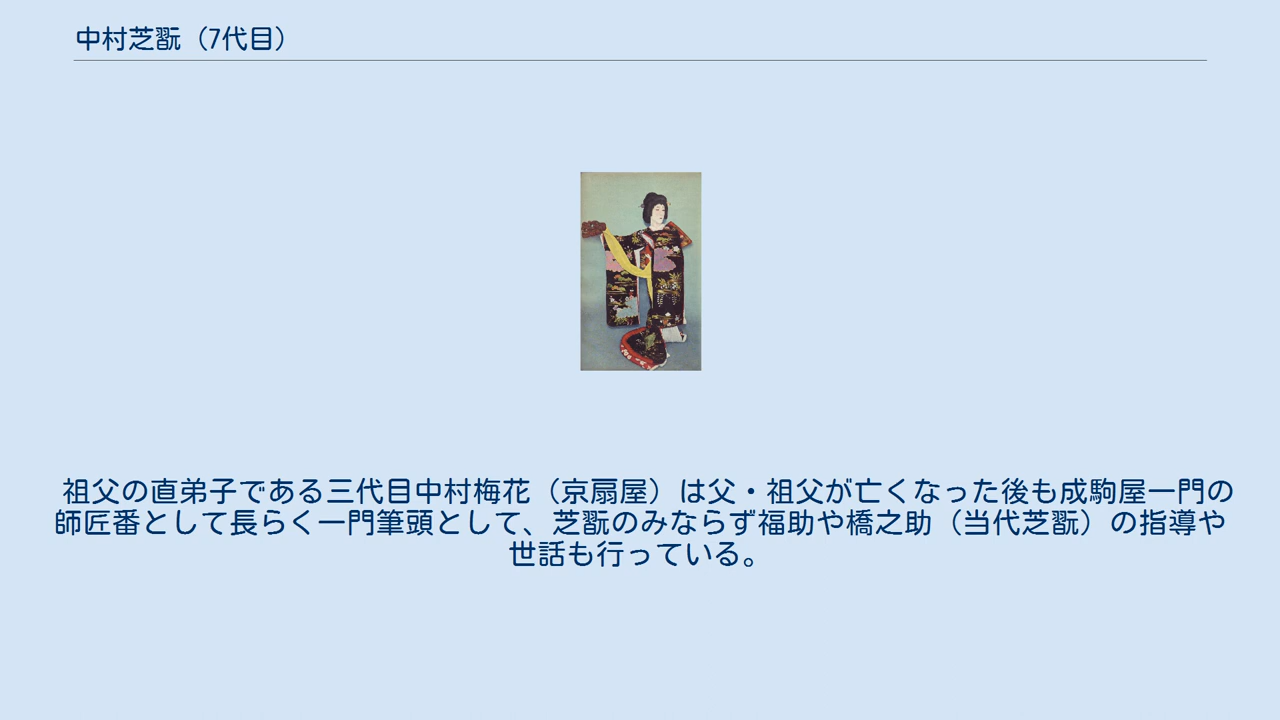 中村芝翫（7代目）
祖父の直弟子である三代目中村梅花（京扇屋）は父・祖父が亡くなった後も成駒屋一門の
師匠番として長らく一門筆頭として、芝翫のみならず福助や橋之助（当代芝翫）の指導や
世話も行っている。